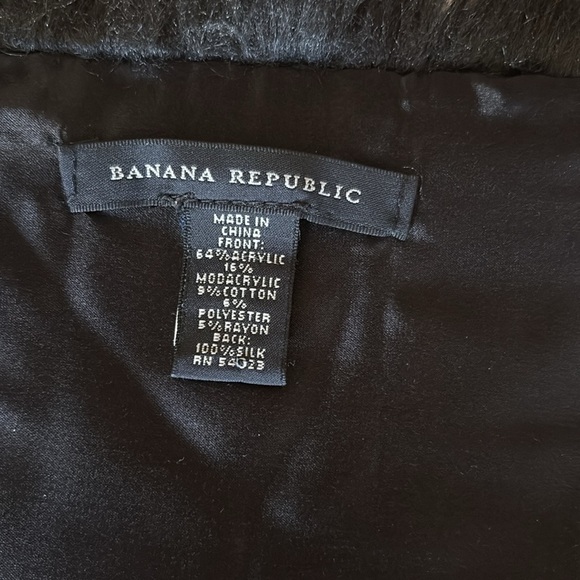 BANANA REPUBLIC
MADE IN
CHINA
FRONT:
64%ACRYLIC
16%
MODACRYLIC
9%COTTON
6%
POLYESTER
5%RAYON
BACK:
100%SILK
RN 54023